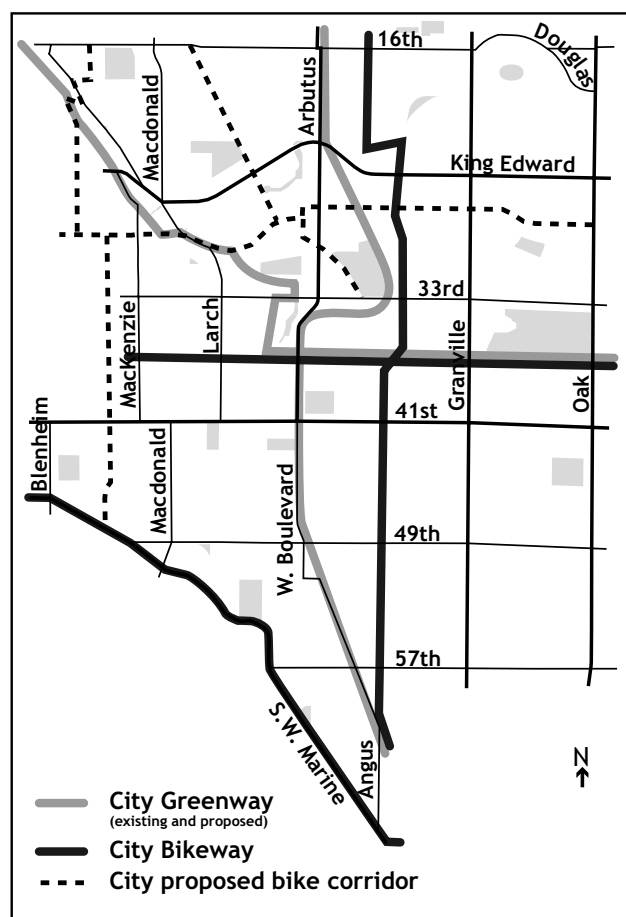 16th
Douglas
Arbutus
Macdonald
King Edward
33rd
MacKenzie
Larch
Granville
Oak
41st
Blenheim
Macdonald
W. Boulevard
49th
57th
S.W. Marine
Angus
N
City Greenway
(existing and proposed)
City Bikeway
City proposed bike corridor